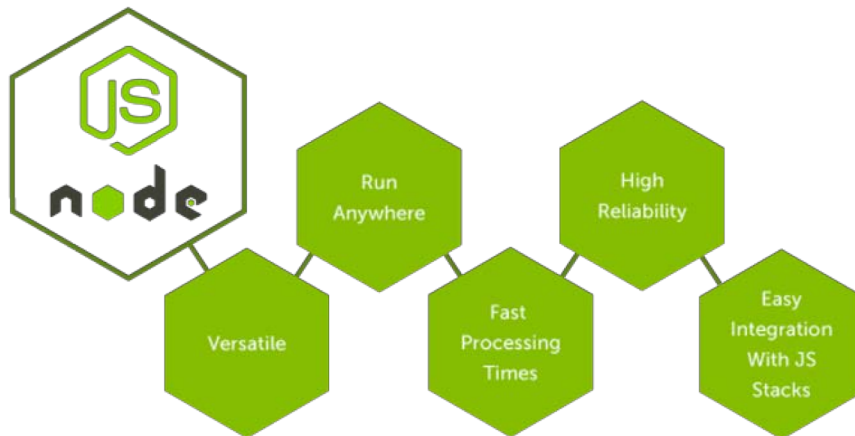 JS
node
Versatile
Run
Anywhere
Fast
Processing
Times
High
Reliability
Easy
Integration
With JS
Stacks